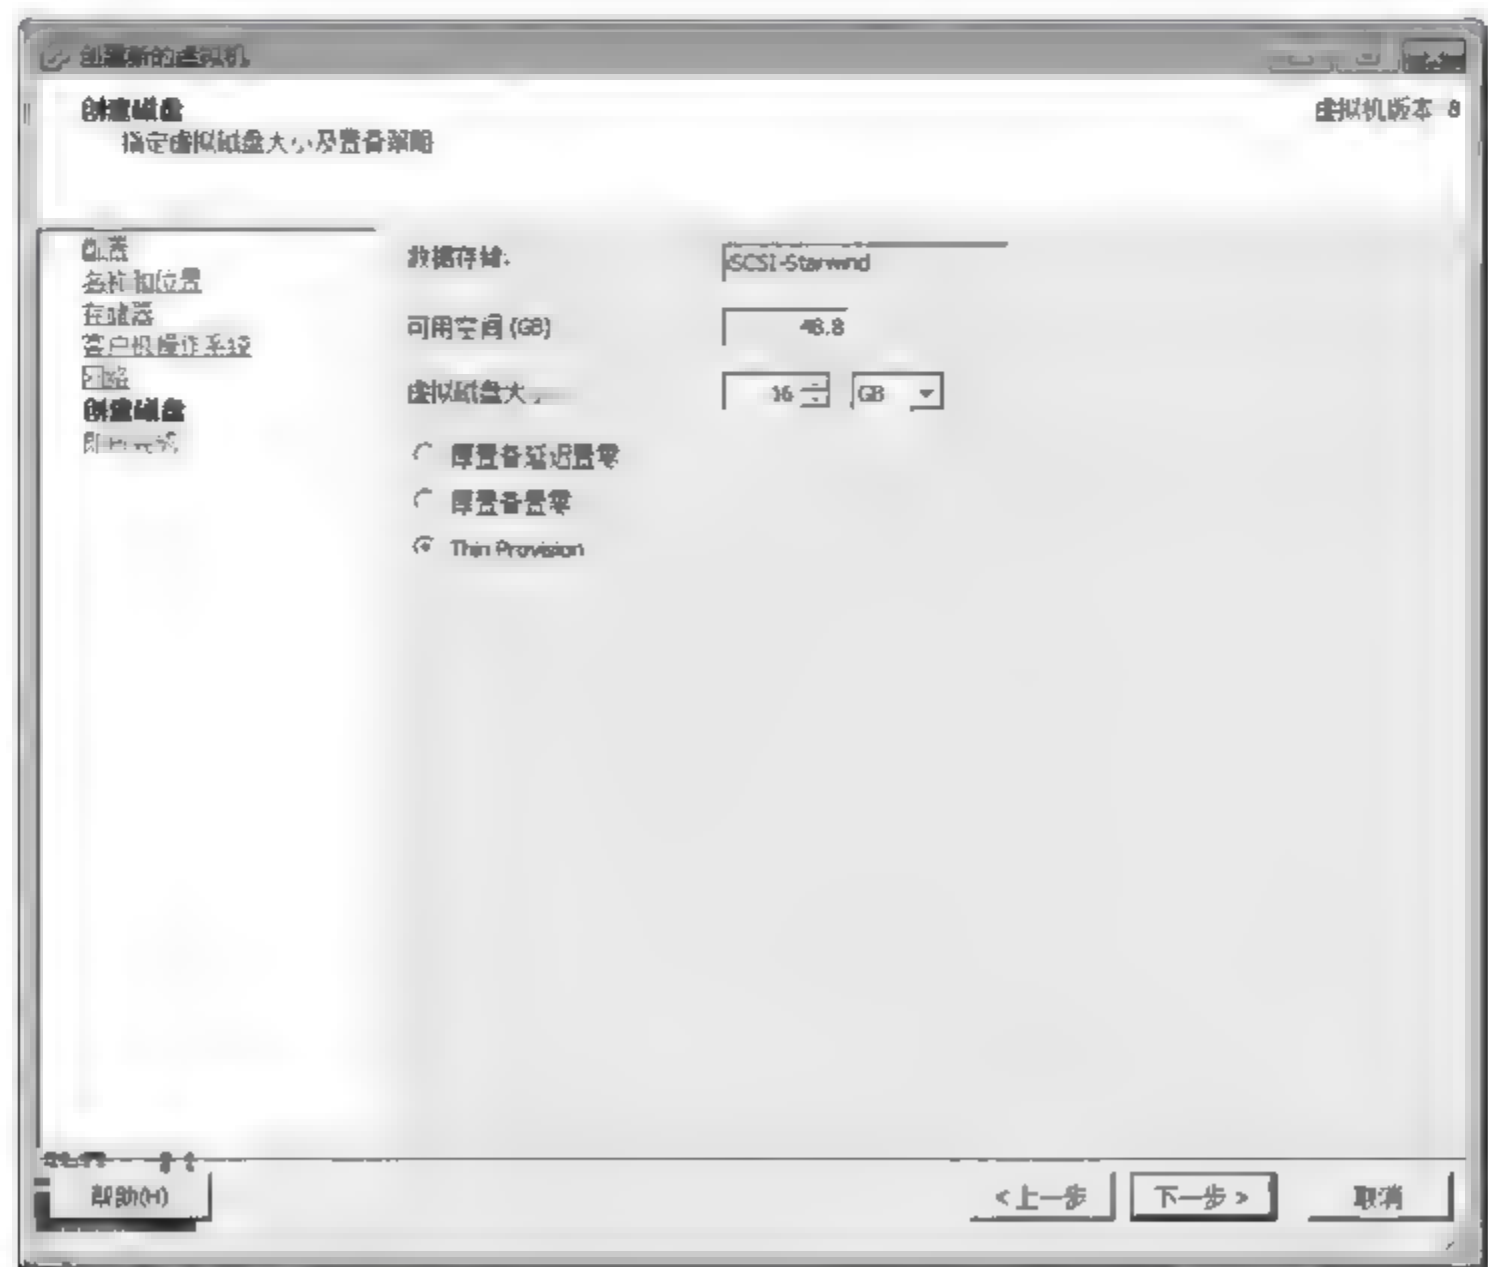 创建新的虚拟机
创建磁盘
虚拟机版本: 8
指定虚拟磁盘大小及置备策略
配置
名称和位置
存储器
客户机操作系统
网络
创建磁盘
数据存储:
iSCSI-Starwind
可用空间 (GB)
48.8
虚拟磁盘大
16
GB
厚置备延迟置零
厚置备置零
Thin Provision
帮助(H)
<上一步
下一步 >
取消